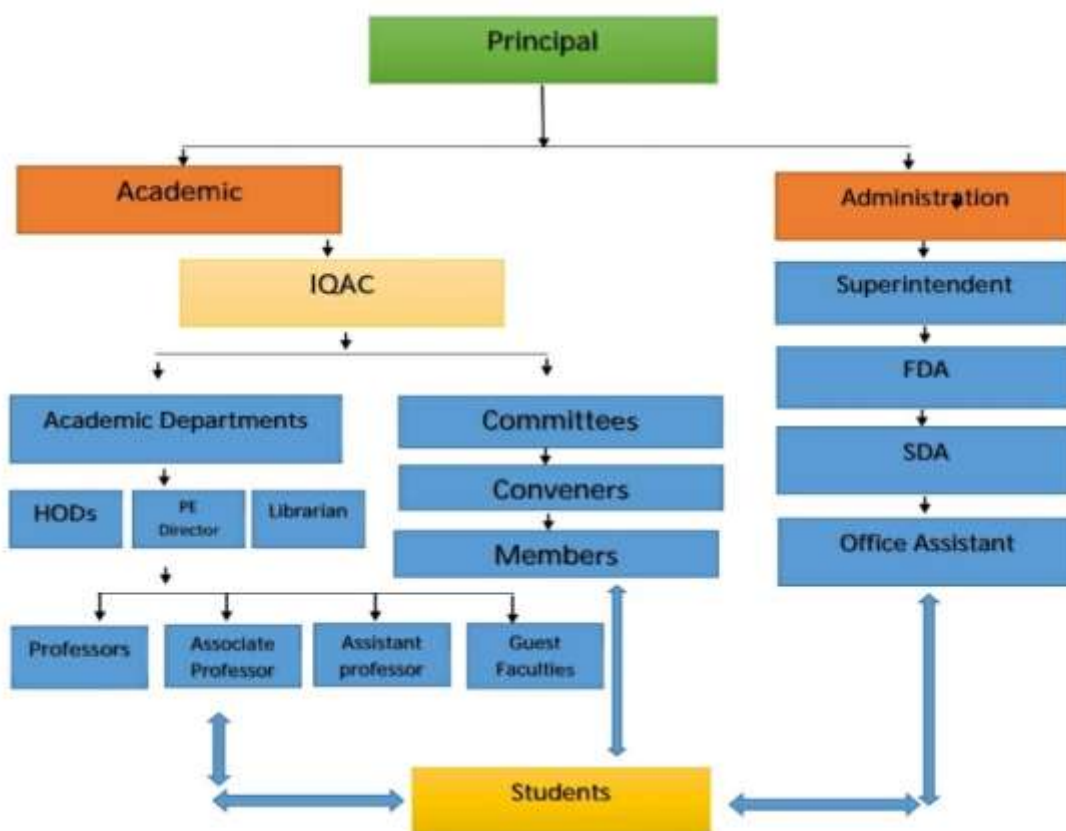 Principal
Academic
Administration
IQAC
Superintendent
FDA
Academic Departments
Committees
SDA
Conveners
HODs
PE
Director
Librarian
Members
Office Assistant
Professors
Associate
Professor
Assistant
professor
Guest
Faculties
Students